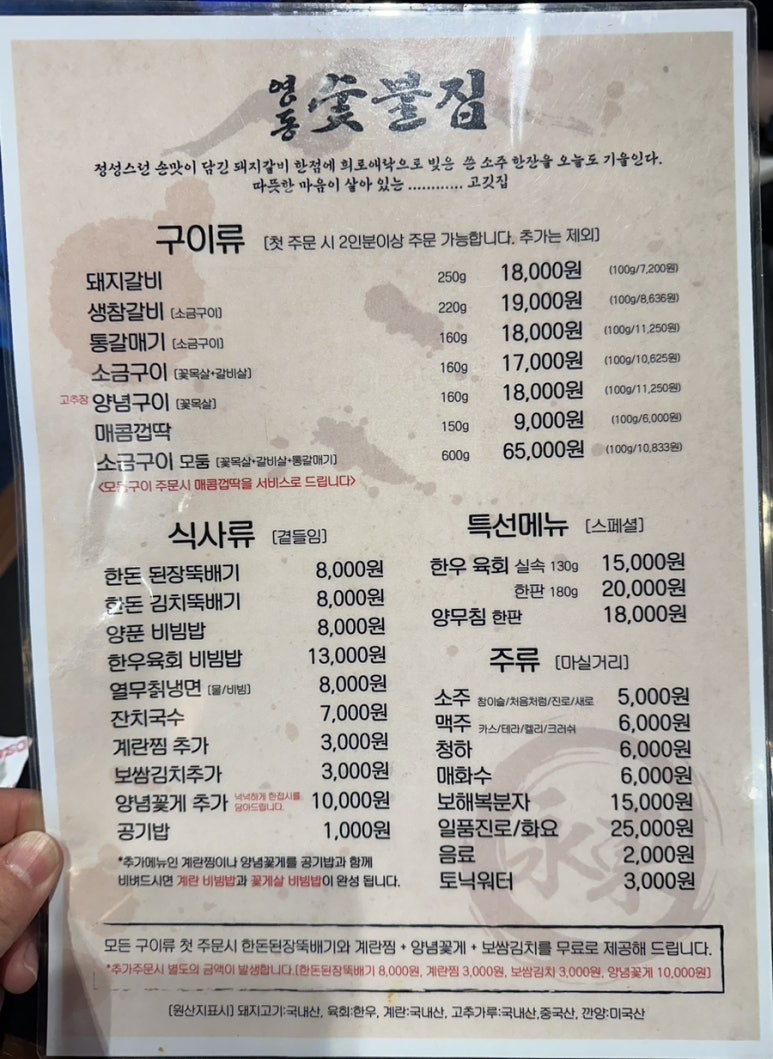 영동 숯불집
정성스런 손맛이 담긴 돼지갈비 한점에 희로애락으로 빚은 쓴 소주 한잔을 오늘도 기울인다.
따뜻한 마음이 살아 있는 ............ 고깃집
구이류 [첫 주문 시 2인분이상 주문 가능합니다. 추가는 제외]
돼지갈비 250g 18,000원 (100g/7,200원)
생참갈비 [소금구이] 220g 19,000원 (100g/8,636원)
통갈매기 [소금구이] 160g 18,000원 (100g/11,250원)
소금구이 [꽃목살+갈비살] 160g 17,000원 (100g/10,625원)
고추장 양념구이 [꽃목살] 160g 18,000원 (100g/11,250원)
매콤껍딱 150g 9,000원 (100g/6,000원)
소금구이 모둠 [꽃목살+갈비살+통갈매기] 600g 65,000원 (100g/10,833원)
<모둠구이 주문시 매콤껍딱을 서비스로 드립니다>
식사류 [곁들임]
한돈 된장뚝배기 8,000원
한돈 김치뚝배기 8,000원
양푼 비빔밥 8,000원
한우육회 비빔밥 13,000원
열무칡냉면 [물/비빔] 8,000원
잔치국수 7,000원
계란찜 추가 3,000원
보쌈김치추가 3,000원
양념꽃게 추가 넉넉하게 한접시를 담아드립니다. 10,000원
공기밥 1,000원
*추가메뉴인 계란찜이나 양념꽃게를 공기밥과 함께
비벼드시면 계란 비빔밥과 꽃게살 비빔밥이 완성 됩니다.
특선메뉴 [스페셜]
한우 육회 실속 130g 15,000원
한판 180g 20,000원
양무침 한판 18,000원
주류 [마실거리]
소주 참이슬/처음처럼/진로/새로 5,000원
맥주 카스/테라/켈리/크러쉬 6,000원
청하 6,000원
매화수 6,000원
보해복분자 15,000원
일품진로/화요 25,000원
음료 2,000원
토닉워터 3,000원
永東
모든 구이류 첫 주문시 한돈된장뚝배기와 계란찜 + 양념꽃게 + 보쌈김치를 무료로 제공해 드립니다.
*추가주문시 별도의 금액이 발생합니다.[한돈된장뚝배기 8,000원, 계란찜 3,000원, 보쌈김치 3,000원, 양념꽃게 10,000원]
[원산지표시] 돼지고기:국내산, 육회:한우, 계란:국내산, 고추가루:국내산,중국산, 깐양:미국산